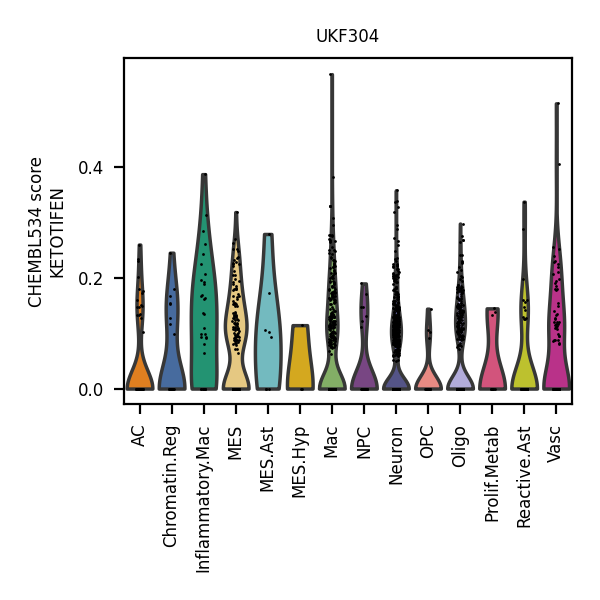 UKF304
CHEMBL534 score
KETOTIFEN
0.4
0.2
0.0
AC
Chromatin.Reg
Inflammatory.Mac
MES
MES.Ast
MES.Hyp
Mac
NPC
Neuron
OPC
Oligo
Prolif.Metab
Reactive.Ast
Vasc